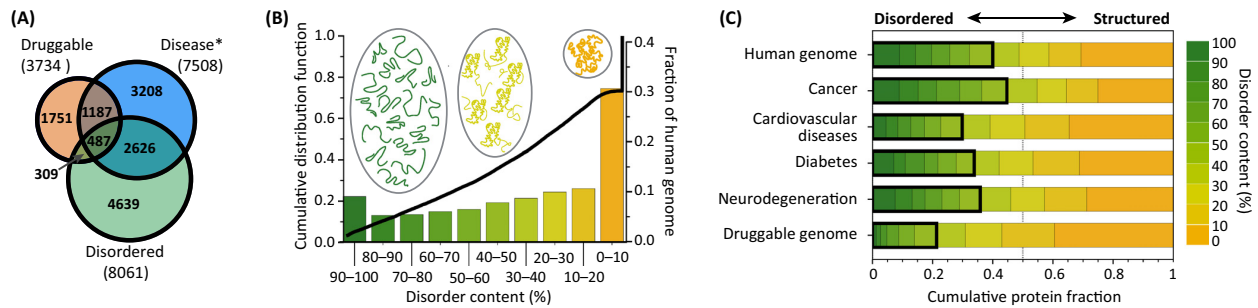 (A)
Druggable
(3734 )
Disease*
(7508)
3208
1751
1187
487
2626
309
4639
Disordered
(8061)
(B)
Cumulative distribution function
1.0
0.8
0.6
0.4
0.2
0.0
0.4
0.3
0.2
0.1
0.0
Fraction of human genome
80–90
60–70
40–50
20–30
0–10
90–100
70–80
50–60
30–40
10–20
Disorder content (%)
(C)
Disordered
Structured
Human genome
Cancer
Cardiovascular
diseases
Diabetes
Neurodegeneration
Druggable genome
0
0.2
0.4
0.6
0.8
1
Cumulative protein fraction
100
90
80
70
60
50
40
30
20
10
0
Disorder content (%)